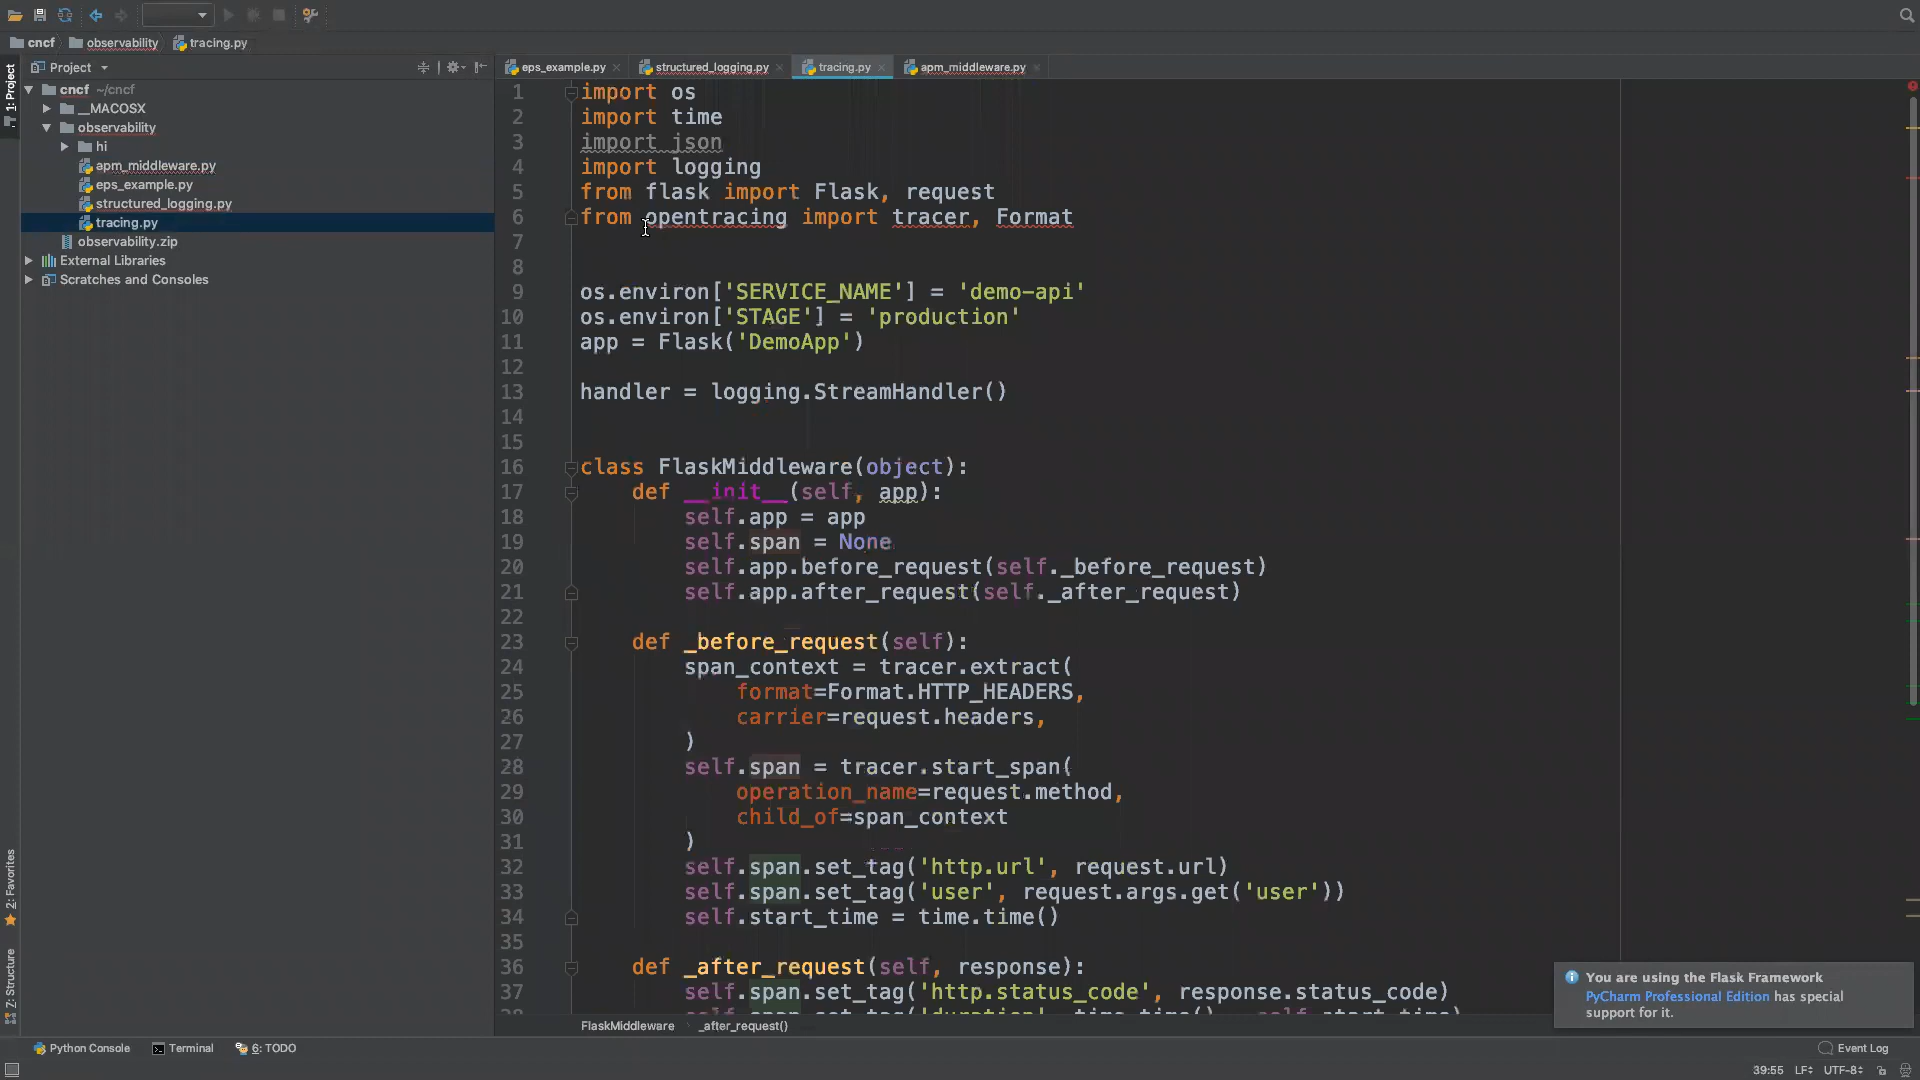 cncf observability tracing.py
1: Project
Project
eps_example.py structured_logging.py tracing.py apm_middleware.py
cncf ~/cncf
__MACOSX
observability
hi
apm_middleware.py
eps_example.py
structured_logging.py
tracing.py
observability.zip
External Libraries
Scratches and Consoles
1 import os
2 import time
3 import json
4 import logging
5 from flask import Flask, request
6 from opentracing import tracer, Format
7
8
9 os.environ['SERVICE_NAME'] = 'demo-api'
10 os.environ['STAGE'] = 'production'
11 app = Flask('DemoApp')
12
13 handler = logging.StreamHandler()
14
15
16 class FlaskMiddleware(object):
17 def __init__(self, app):
18 self.app = app
19 self.span = None
20 self.app.before_request(self._before_request)
21 self.app.after_request(self._after_request)
22
23 def _before_request(self):
24 span_context = tracer.extract(
25 format=Format.HTTP_HEADERS,
26 carrier=request.headers,
27 )
28 self.span = tracer.start_span(
29 operation_name=request.method,
30 child_of=span_context
31 )
32 self.span.set_tag('http.url', request.url)
33 self.span.set_tag('user', request.args.get('user'))
34 self.start_time = time.time()
35
36 def _after_request(self, response):
37 self.span.set_tag('http.status_code', response.status_code)
38 self.span.set_tag('duration', time.time() - self.start_time)
2: Favorites
Z: Structure
You are using the Flask Framework
PyCharm Professional Edition has special
support for it.
FlaskMiddleware _after_request()
Python Console Terminal 6: TODO Event Log
39:55 LF UTF-8